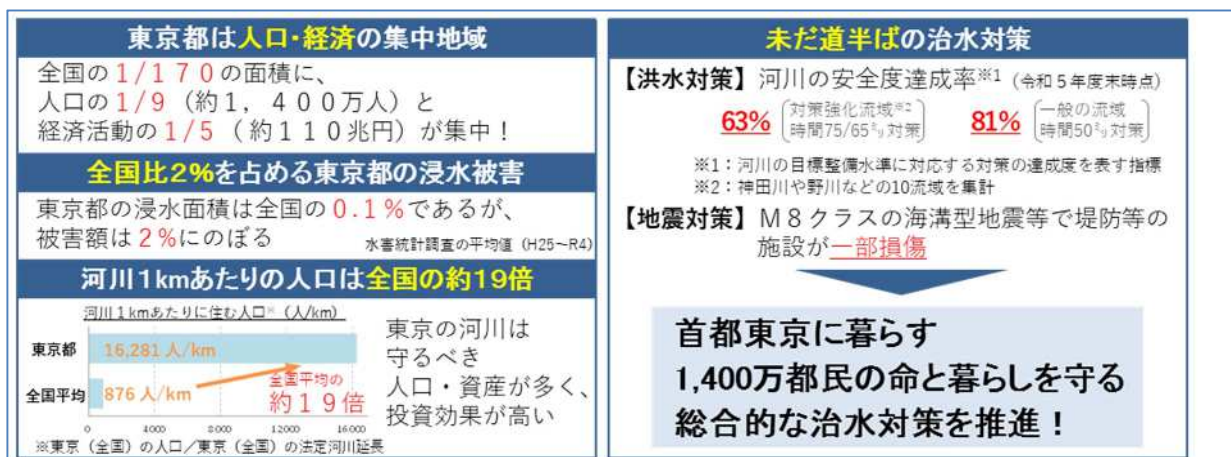 東京都は人口・経済の集中地域
全国の1/170の面積に、
人口の1/9（約1，400万人）と
経済活動の1/5（約110兆円）が集中！
全国比2%を占める東京都の浸水被害
東京都の浸水面積は全国の0.1%であるが、
被害額は2%にのぼる
水害統計調査の平均値（H25～R4）
河川1kmあたりの人口は全国の約19倍
河川1kmあたりに住む人口※（人/km）
東京都
16,281 人/km
全国平均
876 人/km
全国平均の
約19倍
0 4000 8000 12000 16000
※東京（全国）の人口／東京（全国）の法定河川延長
東京の河川は
守るべき
人口・資産が多く、
投資効果が高い
未だ道半ばの治水対策
【洪水対策】河川の安全度達成率※1（令和5年度末時点）
63% 対策強化流域※2
時間75/65㍉対策
81% 一般の流域
時間50㍉対策
※1：河川の目標整備水準に対応する対策の達成度を表す指標
※2：神田川や野川などの10流域を集計
【地震対策】M8クラスの海溝型地震等で堤防等の
施設が一部損傷
首都東京に暮らす
1,400万都民の命と暮らしを守る
総合的な治水対策を推進！